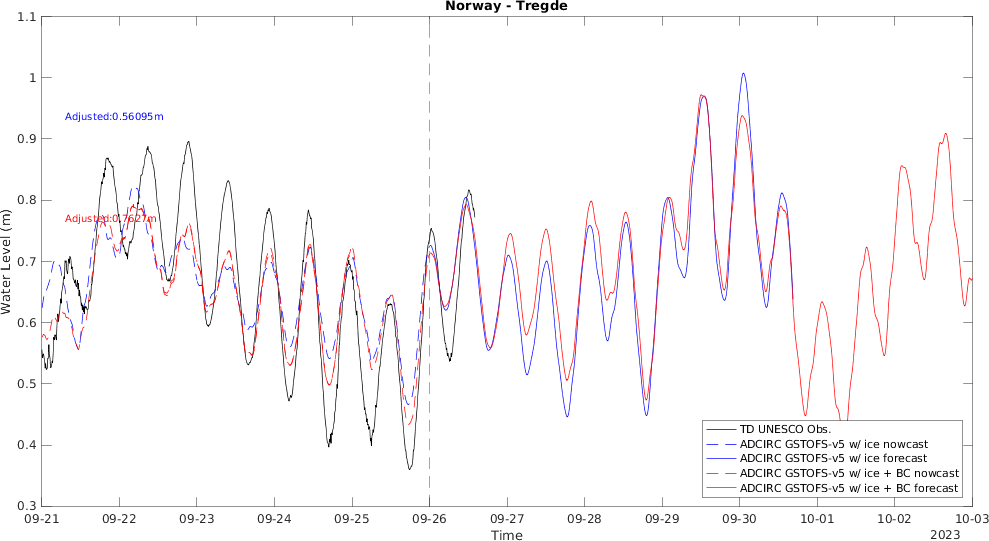 Norway - Tregde
1.1
1
0.9
0.8
0.7
0.6
0.5
0.4
0.3
Water Level (m)
Adjusted:0.56095m
Adjusted:0.7627m
TD UNESCO Obs.
ADCIRC GSTOFS-v5 w/ ice nowcast
ADCIRC GSTOFS-v5 w/ ice forecast
ADCIRC GSTOFS-v5 w/ ice + BC nowcast
ADCIRC GSTOFS-v5 w/ ice + BC forecast
09-21 09-22 09-23 09-24 09-25 09-26 09-27 09-28 09-29 09-30 10-01 10-02 10-03
Time
2023